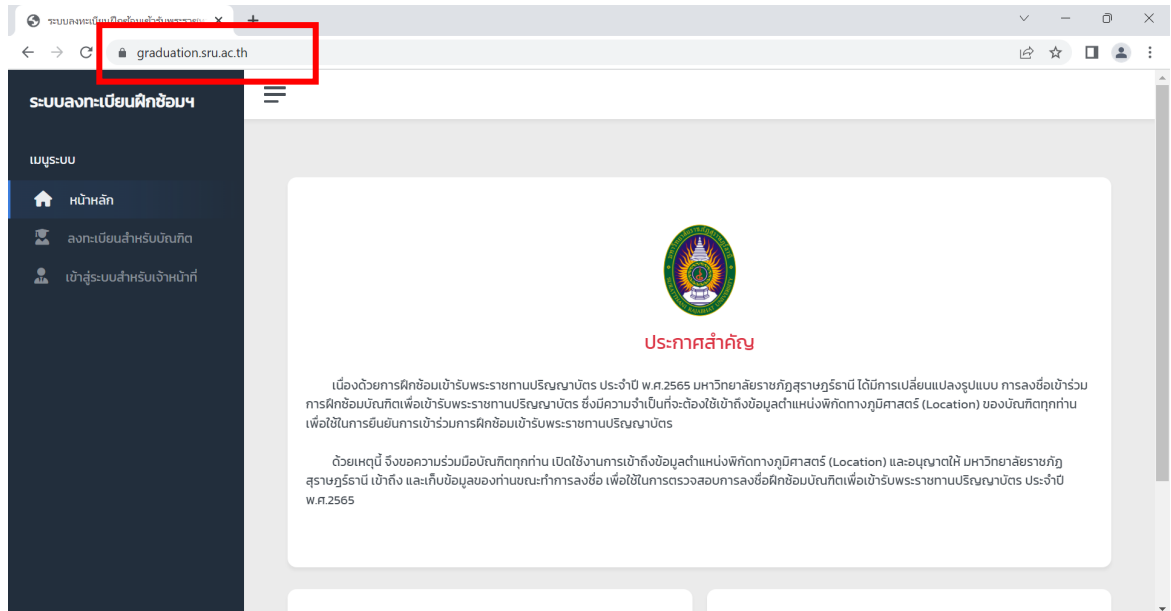 ระบบลงทะเบียนฝึกซ้อมเข้ารับพระราช
graduation.sru.ac.th
ระบบลงทะเบียนฝึกซ้อมฯ
เมนูระบบ
หน้าหลัก
ลงทะเบียนสำหรับบัณฑิต
เข้าสู่ระบบสำหรับเจ้าหน้าที่
ประกาศสำคัญ
เนื่องด้วยการฝึกซ้อมเข้ารับพระราชทานปริญญาบัตร ประจำปี พ.ศ.2565 มหาวิทยาลัยราชภัฏสุราษฎร์ธานี ได้มีการเปลี่ยนแปลงรูปแบบ การลงชื่อเข้าร่วม
การฝึกซ้อมบัณฑิตเพื่อเข้ารับพระราชทานปริญญาบัตร ซึ่งมีความจำเป็นที่จะต้องใช้เข้าถึงข้อมูลตำแหน่งพิกัดทางภูมิศาสตร์ (Location) ของบัณฑิตทุกท่าน
เพื่อใช้ในการยืนยันการเข้าร่วมการฝึกซ้อมเข้ารับพระราชทานปริญญาบัตร
ด้วยเหตุนี้ จึงขอความร่วมมือบัณฑิตทุกท่าน เปิดใช้งานการเข้าถึงข้อมูลตำแหน่งพิกัดทางภูมิศาสตร์ (Location) และอนุญาตให้ มหาวิทยาลัยราชภัฏ
สุราษฎร์ธานี เข้าถึง และเก็บข้อมูลของท่านขณะทำการลงชื่อ เพื่อใช้ในการตรวจสอบการลงชื่อฝึกซ้อมบัณฑิตเพื่อเข้ารับพระราชทานปริญญาบัตร ประจำปี
พ.ศ.2565